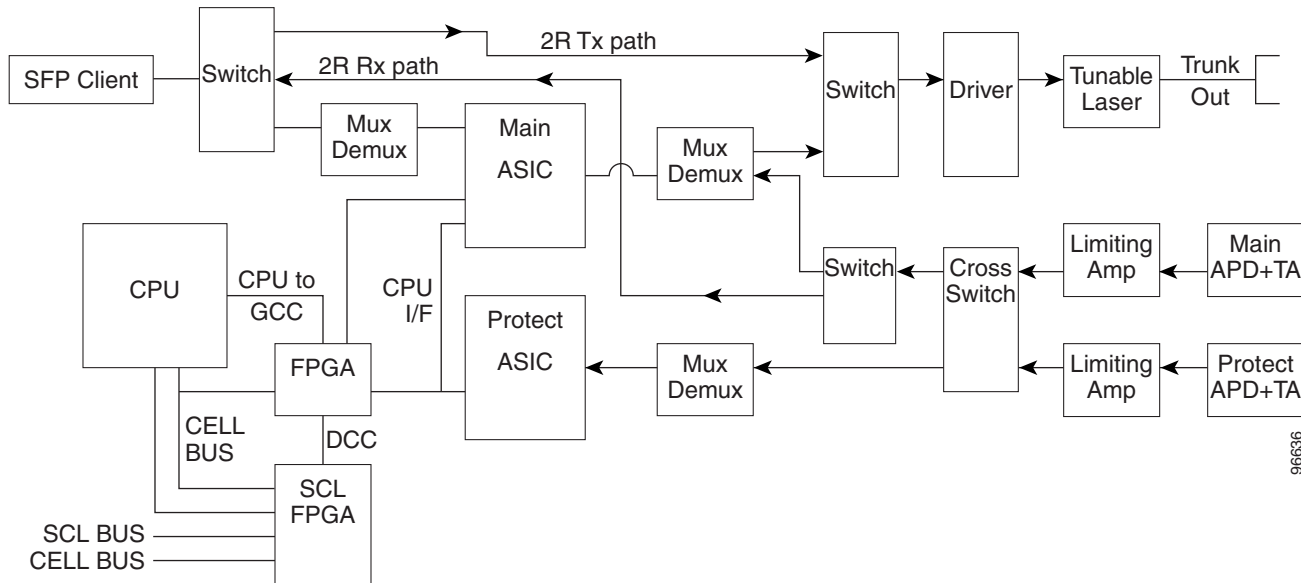 2R Tx path
SFP Client
Switch
2R Rx path
Switch
Driver
Tunable
Laser
Trunk
Out
Mux
Demux
Main
ASIC
Mux
Demux
CPU
CPU to
GCC
CPU
I/F
Switch
Cross
Switch
Limiting
Amp
Main
APD+TA
Protect
ASIC
FPGA
Mux
Demux
Limiting
Amp
Protect
APD+TA
CELL
BUS
DCC
SCL
FPGA
SCL BUS
CELL BUS
96636